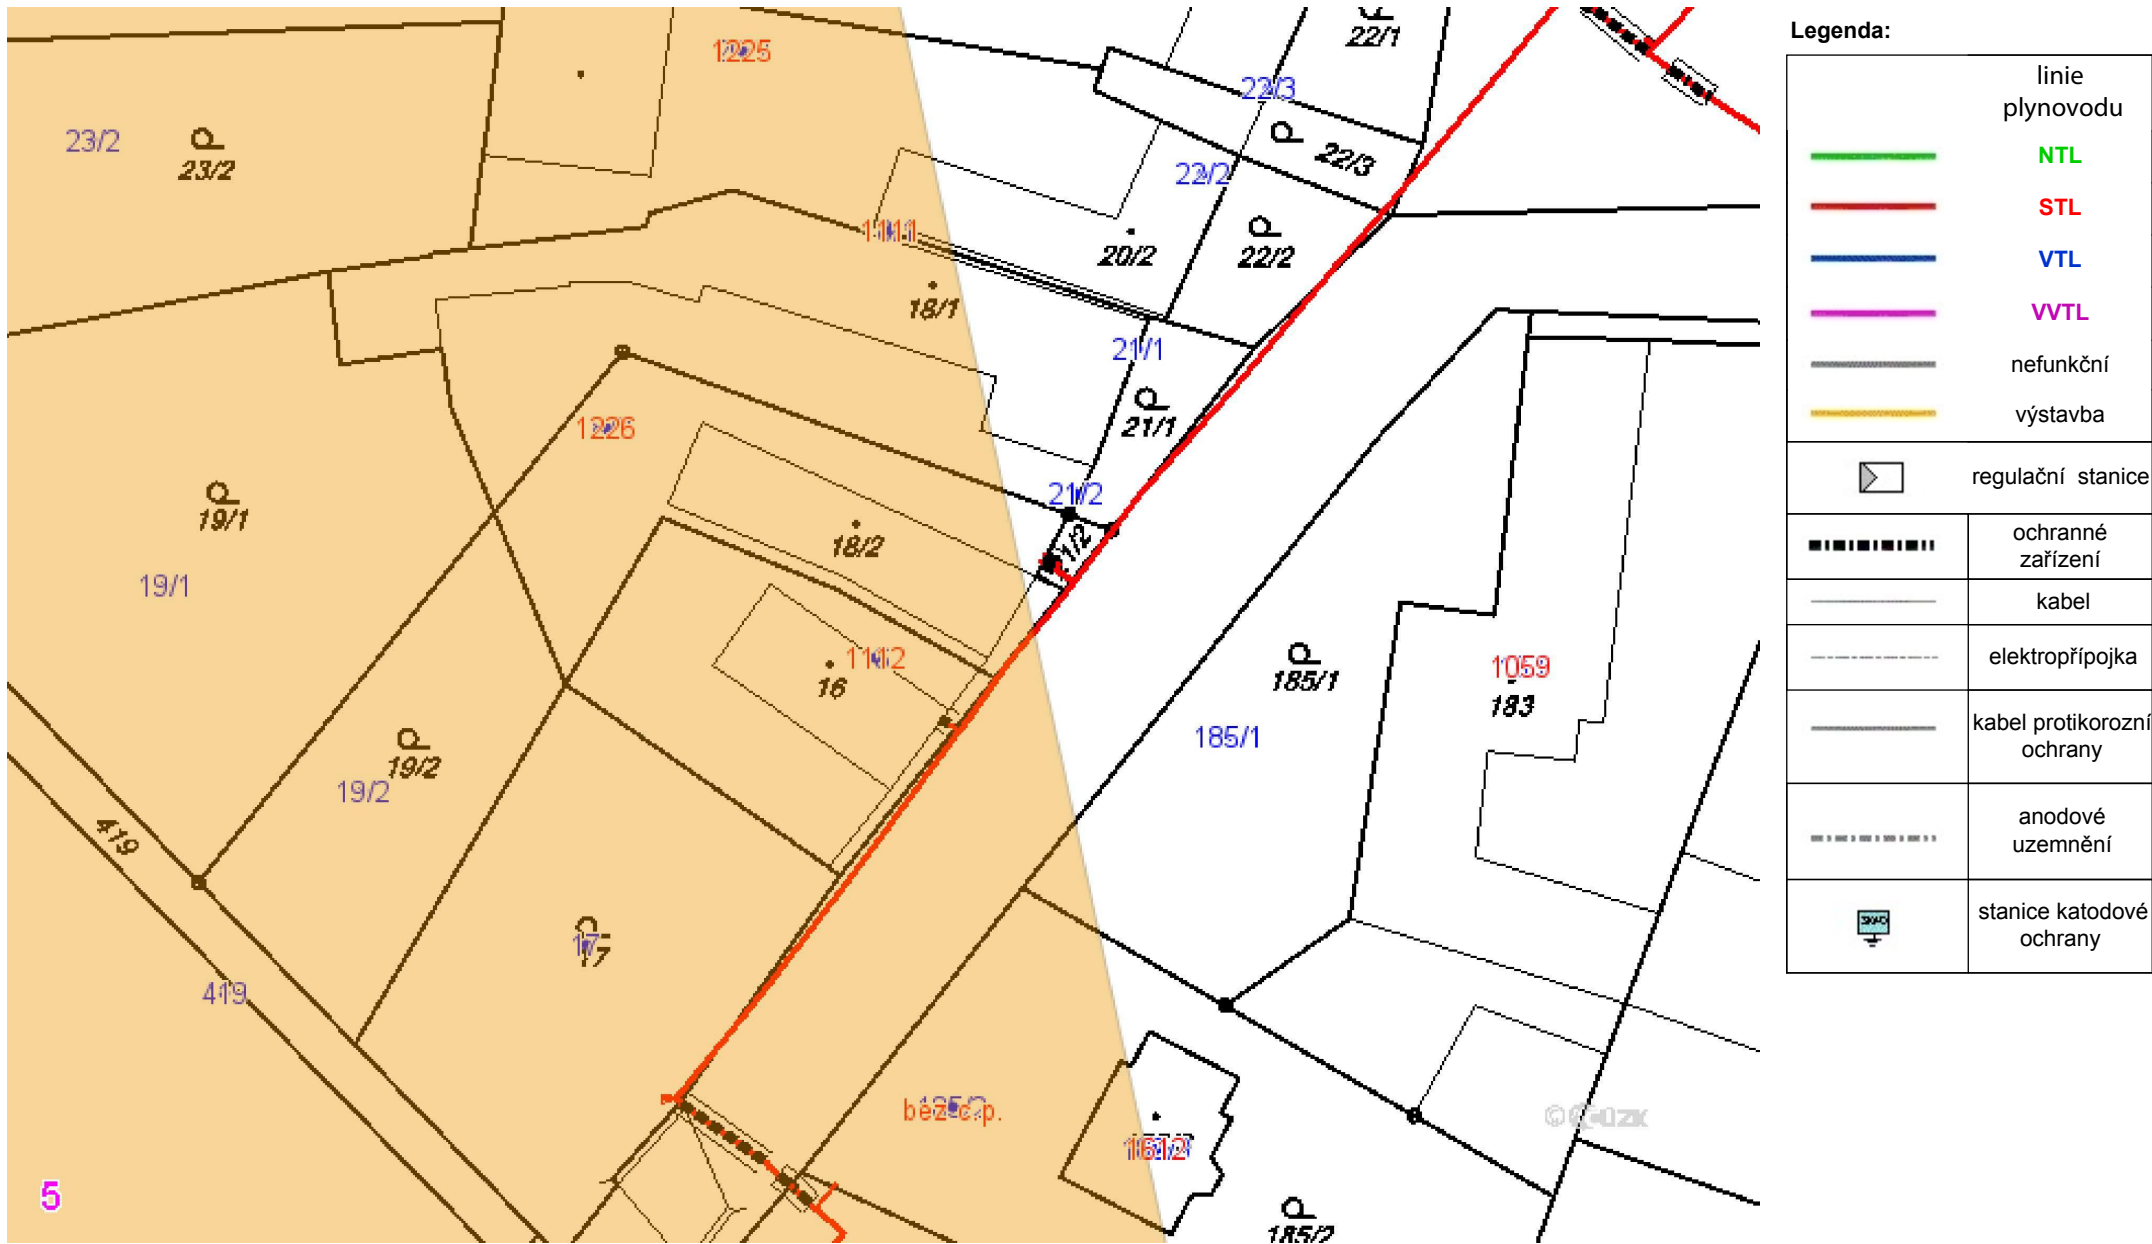 Legenda:
linie
plynovodu
NTL
STL
VTL
VVTL
nefunkční
výstavba
regulační stanice
ochranné
zařízení
kabel
elektropřípojka
kabel protikorozní
ochrany
anodové
uzemnění
stanice katodové
ochrany
22/1
1225
22/3
23/2
23/2
22/3
22/2
1111
20/2
22/2
18/1
21/1
21/1
1226
21/2
19/1
18/2
19/1
1112
16
185/1
1059
183
185/1
19/2
19/2
419
17
17
419
bez č.p.
1612
5
185/2